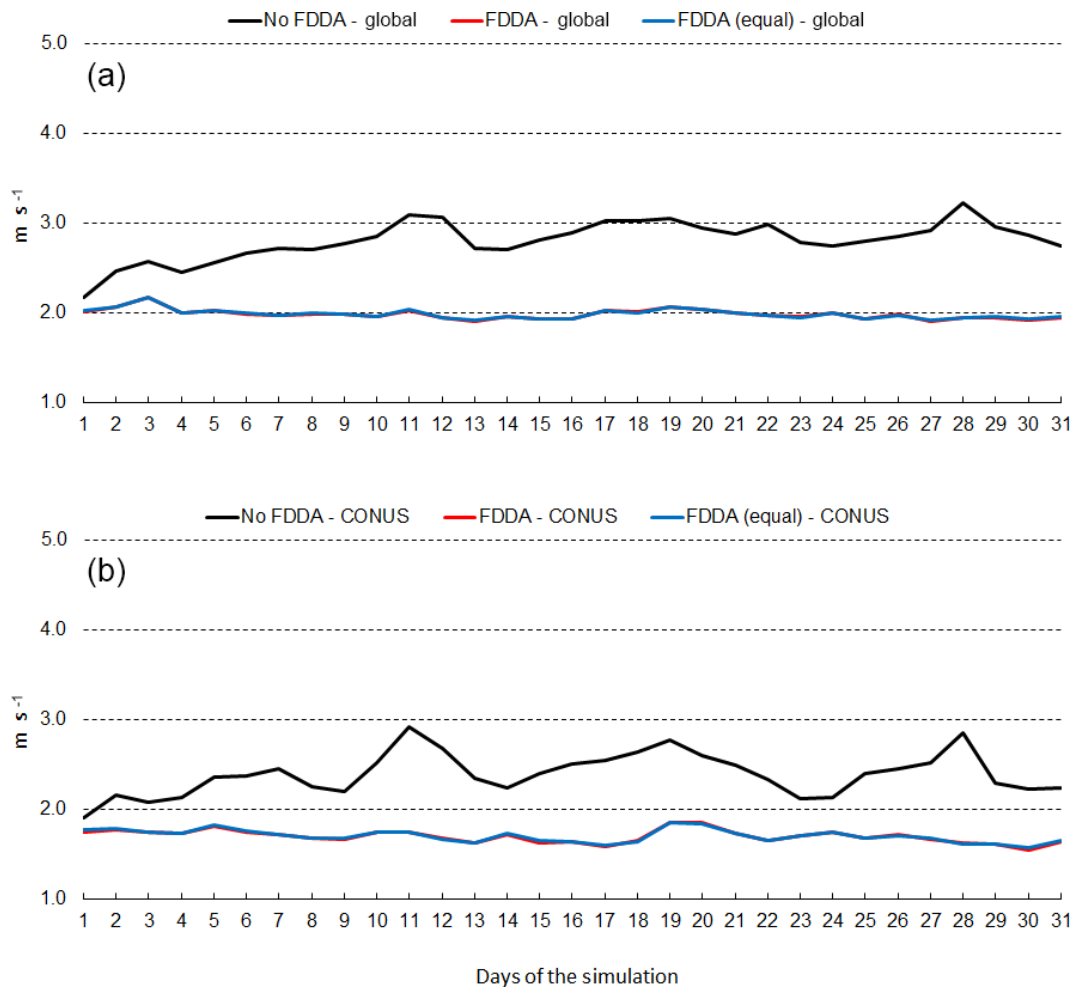 No FDDA - global FDDA - global FDDA (equal) - global
5.0
(a)
4.0
3.0
2.0
1.0
m s -1
1 2 3 4 5 6 7 8 9 10 11 12 13 14 15 16 17 18 19 20 21 22 23 24 25 26 27 28 29 30 31
No FDDA - CONUS FDDA - CONUS FDDA (equal) - CONUS
5.0
(b)
4.0
3.0
2.0
1.0
m s -1
1 2 3 4 5 6 7 8 9 10 11 12 13 14 15 16 17 18 19 20 21 22 23 24 25 26 27 28 29 30 31
Days of the simulation